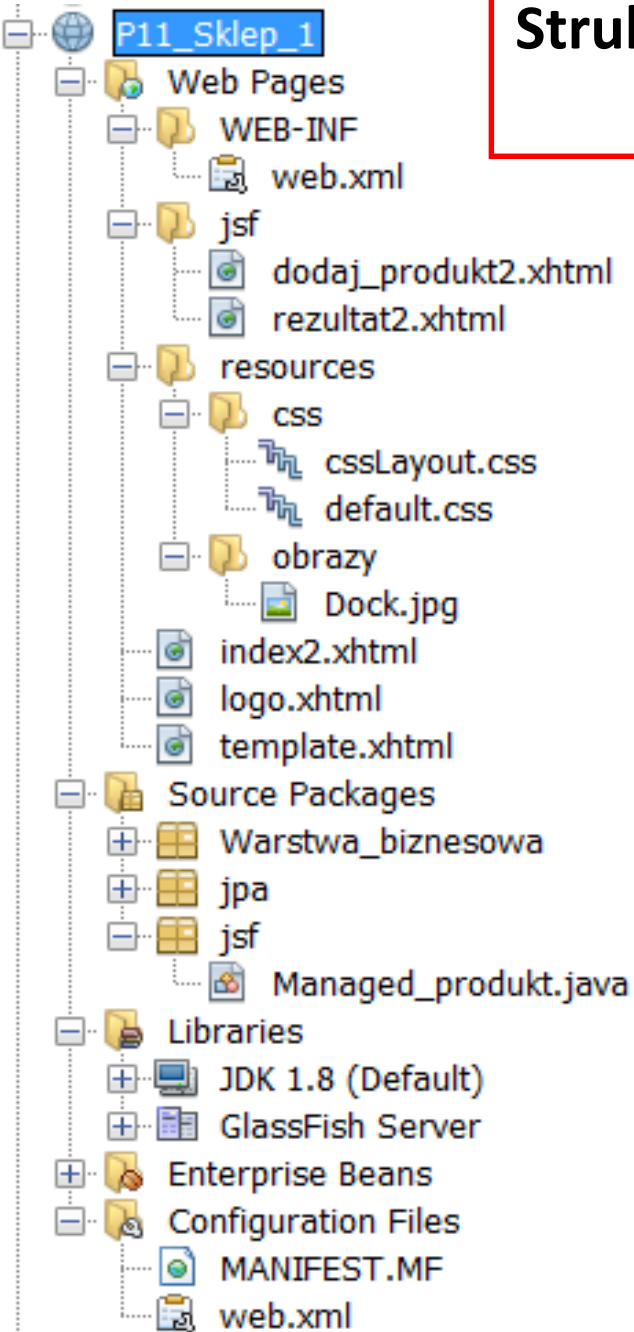 P11_Sklep_1
Web Pages
WEB-INF
web.xml
jsf
dodaj_produkt2.xhtml
rezultat2.xhtml
resources
css
cssLayout.css
default.css
obrazy
Dock.jpg
index2.xhtml
logo.xhtml
template.xhtml
Source Packages
Warstwa_biznesowa
jpa
jsf
Managed_produkt.java
Libraries
JDK 1.8 (Default)
GlassFish Server
Enterprise Beans
Configuration Files
MANIFEST.MF
web.xml